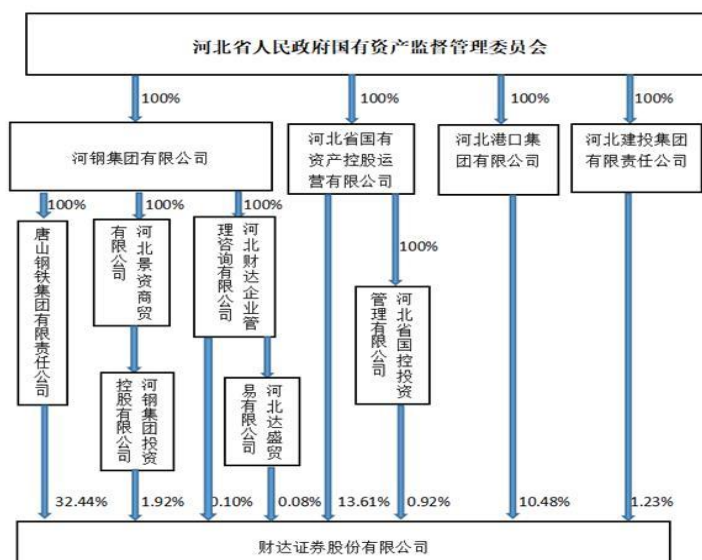 河北省人民政府国有资产监督管理委员会
100%
100%
100%
100%
河钢集团有限公司
河北省国有
资产控股运
营有限公司
河北港口集
团有限公司
河北建投集团
有限责任公司
100%
100%
100%
100%
唐山钢铁集团有限责任公司
河北景资商贸
有限公司
河北财达企业管
理咨询有限公司
河北省国控投资
管理有限公司
河钢集团投资
控股有限公司
河北达盛贸
易有限公司
32.44%
1.92%
0.10%
0.08%
13.61%
0.92%
10.48%
1.23%
财达证券股份有限公司